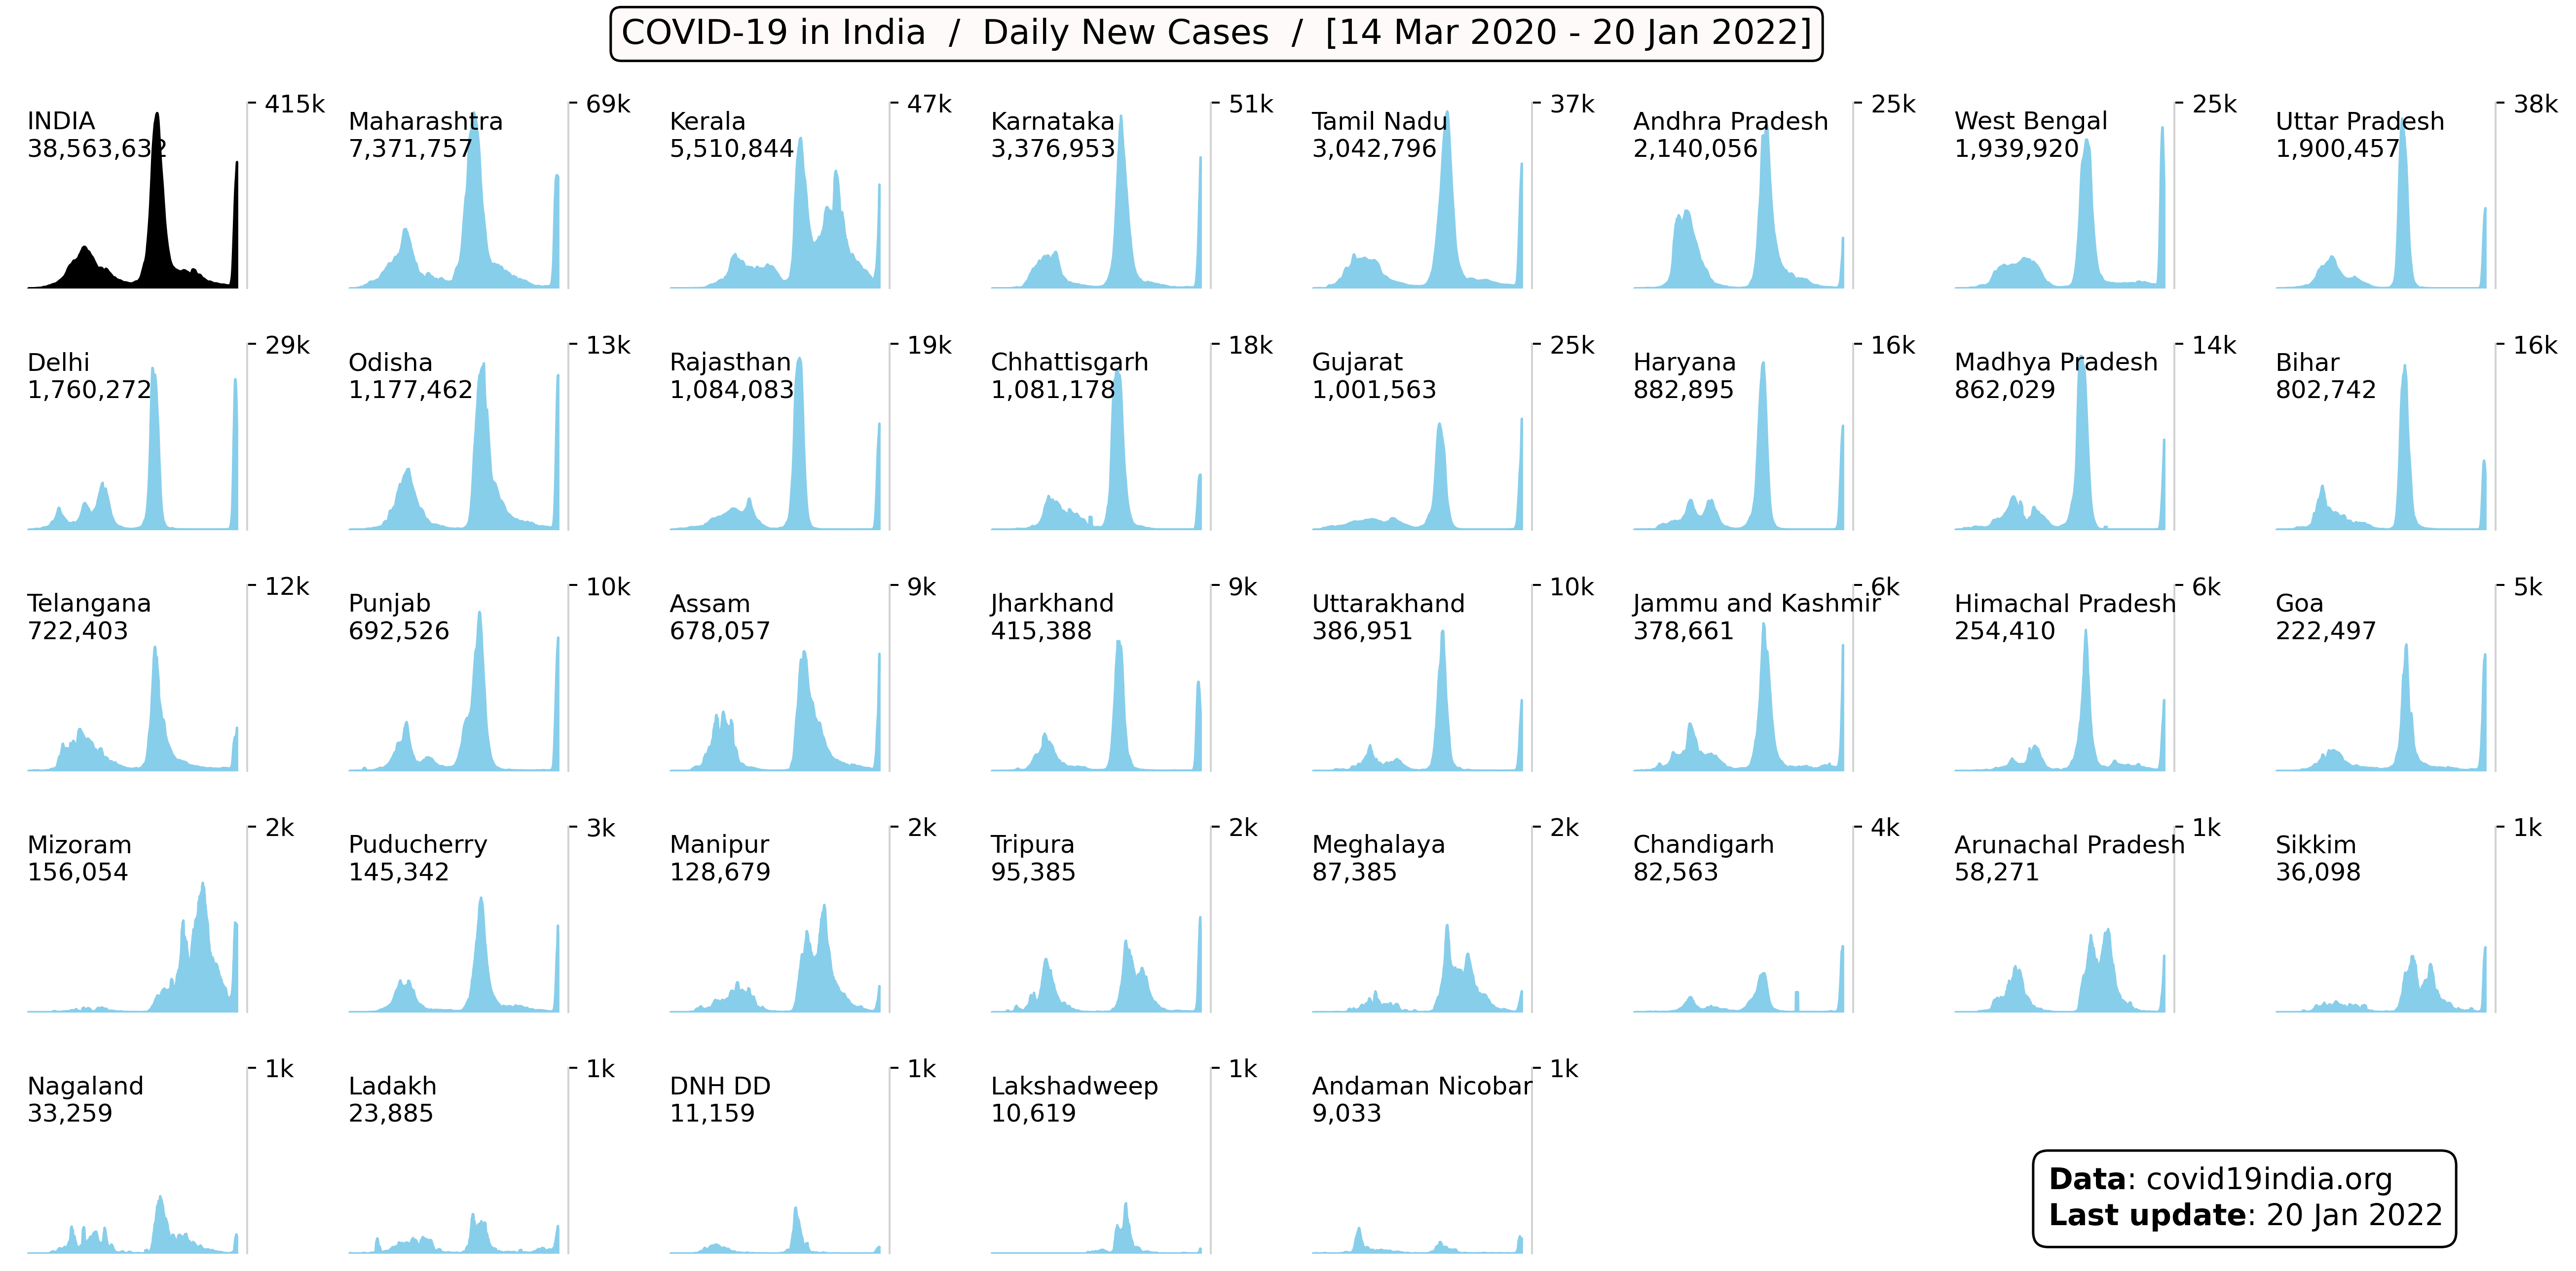 COVID-19 in India / Daily New Cases / [14 Mar 2020 - 20 Jan 2022]
INDIA
38,563,632
415k
Maharashtra
7,371,757
69k
Kerala
5,510,844
47k
Karnataka
3,376,953
51k
Tamil Nadu
3,042,796
37k
Andhra Pradesh
2,140,056
25k
West Bengal
1,939,920
25k
Uttar Pradesh
1,900,457
38k
Delhi
1,760,272
29k
Odisha
1,177,462
13k
Rajasthan
1,084,083
19k
Chhattisgarh
1,081,178
18k
Gujarat
1,001,563
25k
Haryana
882,895
16k
Madhya Pradesh
862,029
14k
Bihar
802,742
16k
Telangana
722,403
12k
Punjab
692,526
10k
Assam
678,057
9k
Jharkhand
415,388
9k
Uttarakhand
386,951
10k
Jammu and Kashmir
378,661
6k
Himachal Pradesh
254,410
6k
Goa
222,497
5k
Mizoram
156,054
2k
Puducherry
145,342
3k
Manipur
128,679
2k
Tripura
95,385
2k
Meghalaya
87,385
2k
Chandigarh
82,563
4k
Arunachal Pradesh
58,271
1k
Sikkim
36,098
1k
Nagaland
33,259
1k
Ladakh
23,885
1k
DNH DD
11,159
1k
Lakshadweep
10,619
1k
Andaman Nicobar
9,033
1k
Data: covid19india.org
Last update: 20 Jan 2022